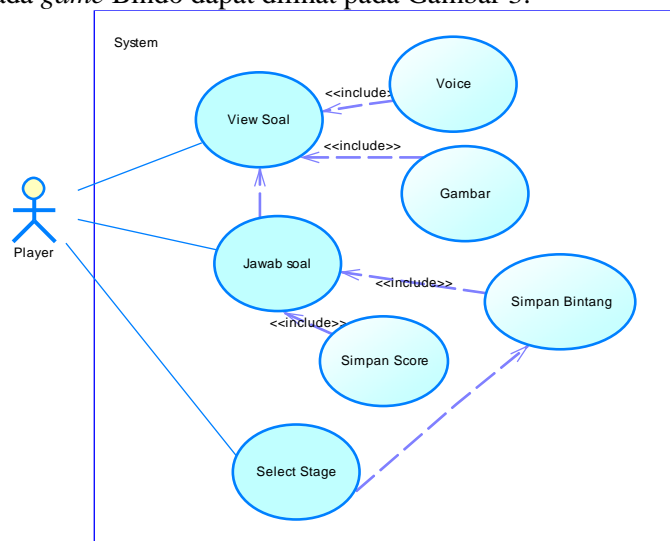 ada game Bindo dapat dilihat pada Gambar 3.
System
Voice
<<include>
View Soal
<<include>>
Gambar
Player
Jawab soal
<<include>>
Simpan Bintang
<<include>>
Simpan Score
Select Stage